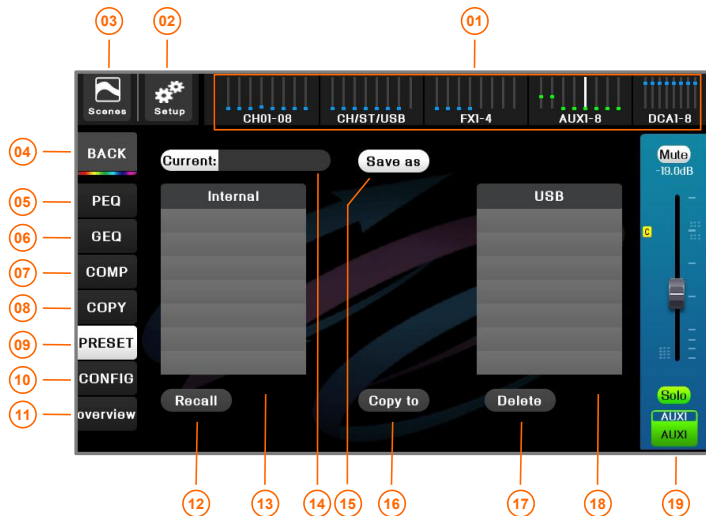 03
02
01
Scenes
Setup
CH01-08
CH/ST/USB
FX1-4
AUX1-8
DCA1-8
04
BACK
Current:
Save as
Mute
-19.0dB
05
PEQ
Internal
USB
06
GEQ
C
07
COMP
08
COPY
09
PRESET
10
CONFIG
Recall
Copy to
Delete
Solo
11
overview
AUX1
AUX1
12
13
14
15
16
17
18
19